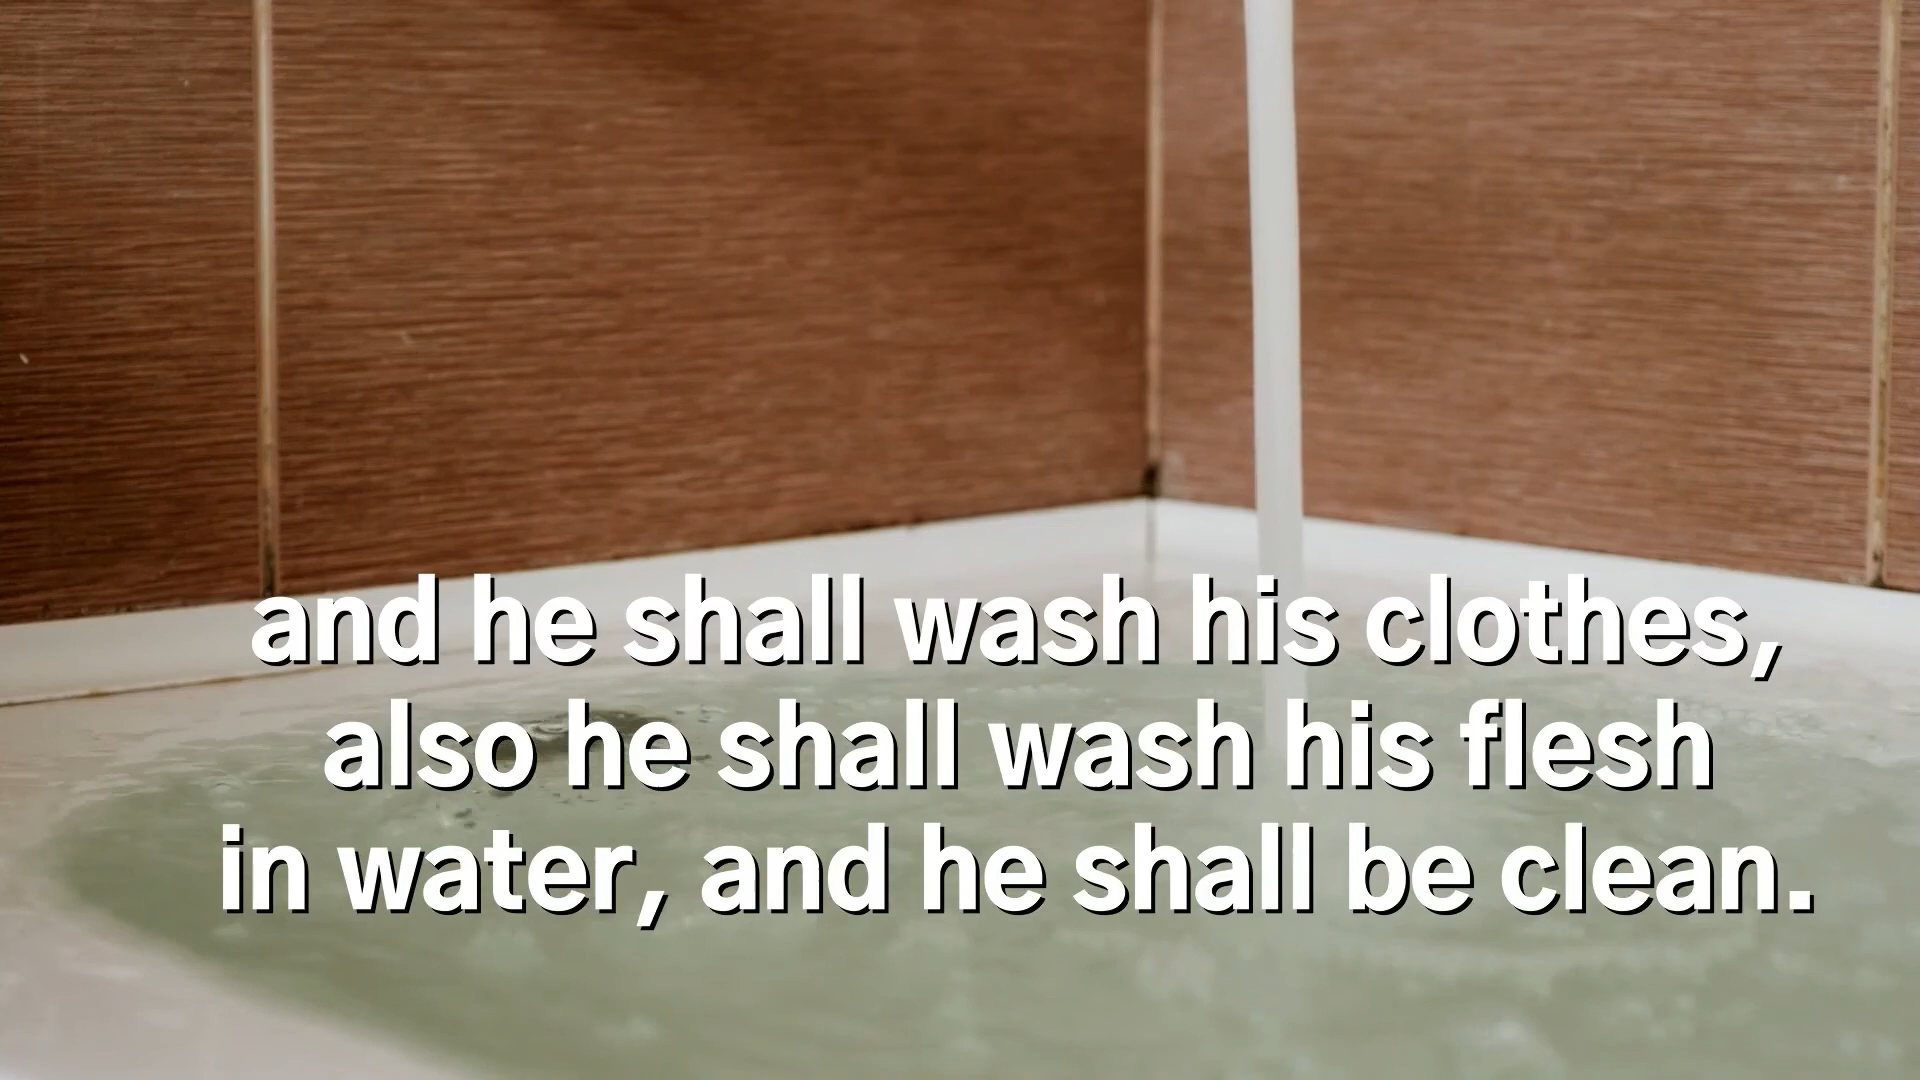 and he shall wash his clothes,
also he shall wash his flesh
in water, and he shall be clean.